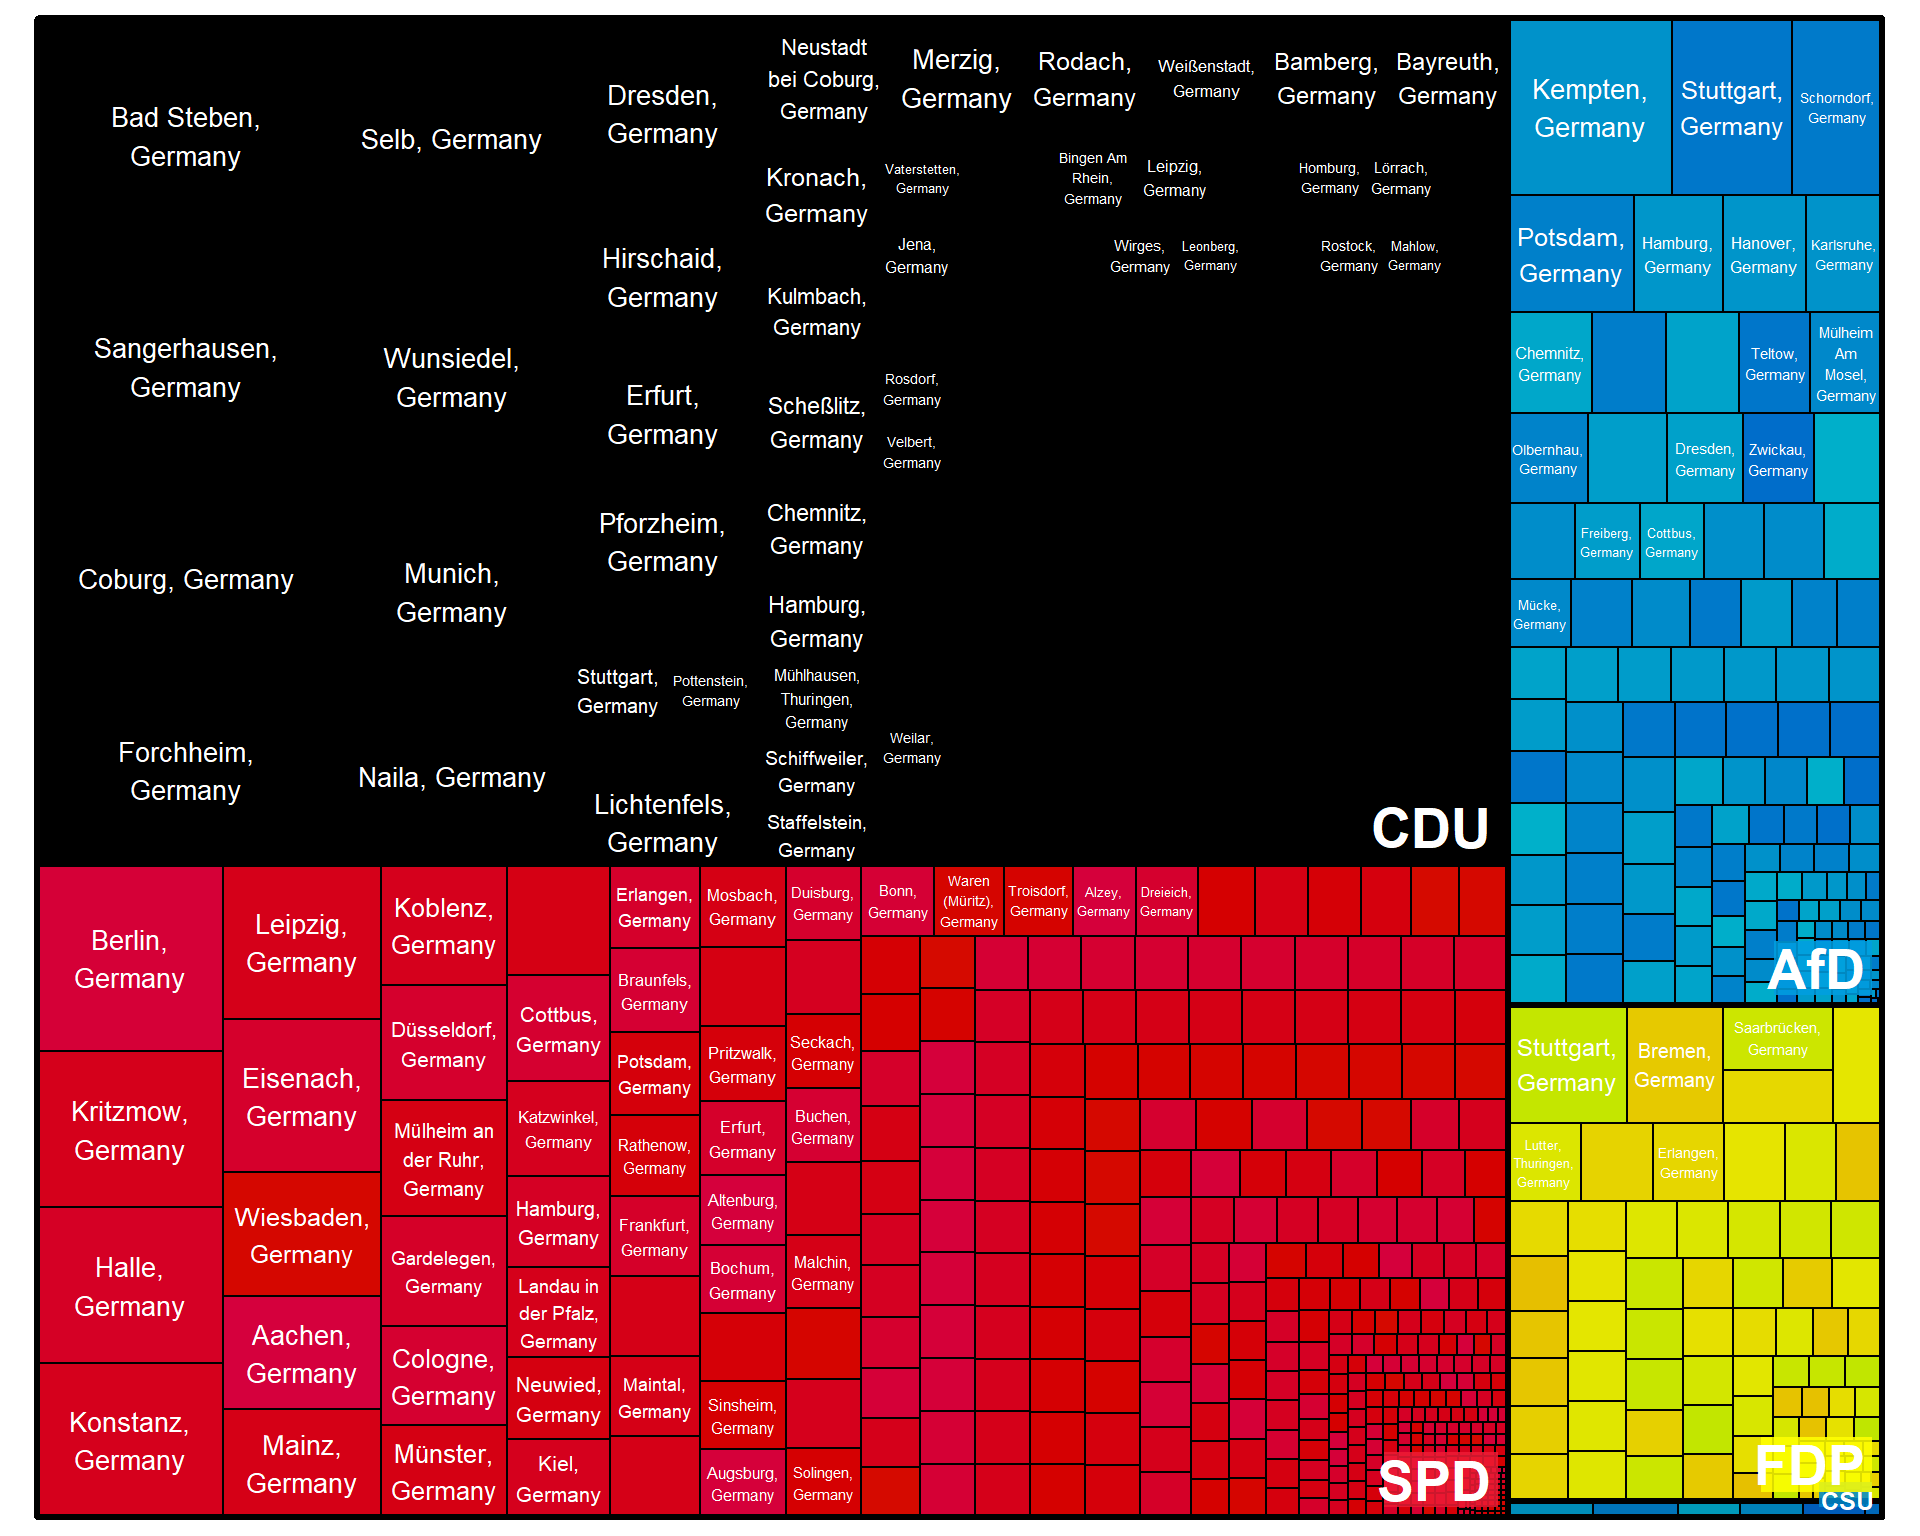 Bad Steben,
Germany
Sangerhausen,
Germany
Coburg, Germany
Forchheim,
Germany
Selb, Germany
Wunsiedel,
Germany
Munich,
Germany
Naila, Germany
Dresden,
Germany
Hirschaid,
Germany
Erfurt,
Germany
Pforzheim,
Germany
Stuttgart,
Germany
Pottenstein,
Germany
Lichtenfels,
Germany
Neustadt
bei Coburg,
Germany
Kronach,
Germany
Kulmbach,
Germany
Scheßlitz,
Germany
Chemnitz,
Germany
Hamburg,
Germany
Mühlhausen,
Thuringen,
Germany
Schiffweiler,
Germany
Staffelstein,
Germany
Merzig,
Germany
Rodach,
Germany
Weißenstadt,
Germany
Bamberg,
Germany
Bayreuth,
Germany
Vaterstetten,
Germany
Bingen Am
Rhein,
Germany
Leipzig,
Germany
Homburg,
Germany
Lörrach,
Germany
Jena,
Germany
Wirges,
Germany
Leonberg,
Germany
Rostock,
Germany
Mahlow,
Germany
Rosdorf,
Germany
Velbert,
Germany
Weilar,
Germany
CDU
Kempten,
Germany
Stuttgart,
Germany
Schorndorf,
Germany
Potsdam,
Germany
Hamburg,
Germany
Hanover,
Germany
Karlsruhe,
Germany
Chemnitz,
Germany
Teltow,
Germany
Mülheim
Am
Mosel,
Germany
Olbernhau,
Germany
Dresden,
Germany
Zwickau,
Germany
Freiberg,
Germany
Cottbus,
Germany
Mücke,
Germany
AfD
Berlin,
Germany
Kritzmow,
Germany
Halle,
Germany
Konstanz,
Germany
Leipzig,
Germany
Eisenach,
Germany
Wiesbaden,
Germany
Aachen,
Germany
Mainz,
Germany
Koblenz,
Germany
Düsseldorf,
Germany
Mülheim an
der Ruhr,
Germany
Gardelegen,
Germany
Cologne,
Germany
Münster,
Germany
Cottbus,
Germany
Katzwinkel,
Germany
Hamburg,
Germany
Landau in
der Pfalz,
Germany
Neuwied,
Germany
Kiel,
Germany
Erlangen,
Germany
Braunfels,
Germany
Potsdam,
Germany
Rathenow,
Germany
Frankfurt,
Germany
Maintal,
Germany
Mosbach,
Germany
Pritzwalk,
Germany
Erfurt,
Germany
Altenburg,
Germany
Bochum,
Germany
Sinsheim,
Germany
Augsburg,
Germany
Duisburg,
Germany
Seckach,
Germany
Buchen,
Germany
Malchin,
Germany
Solingen,
Germany
Bonn,
Germany
Waren
(Müritz),
Germany
Troisdorf,
Germany
Alzey,
Germany
Dreieich,
Germany
SPD
Stuttgart,
Germany
Bremen,
Germany
Saarbrücken,
Germany
Lutter,
Thuringen,
Germany
Erlangen,
Germany
FDP
CSU